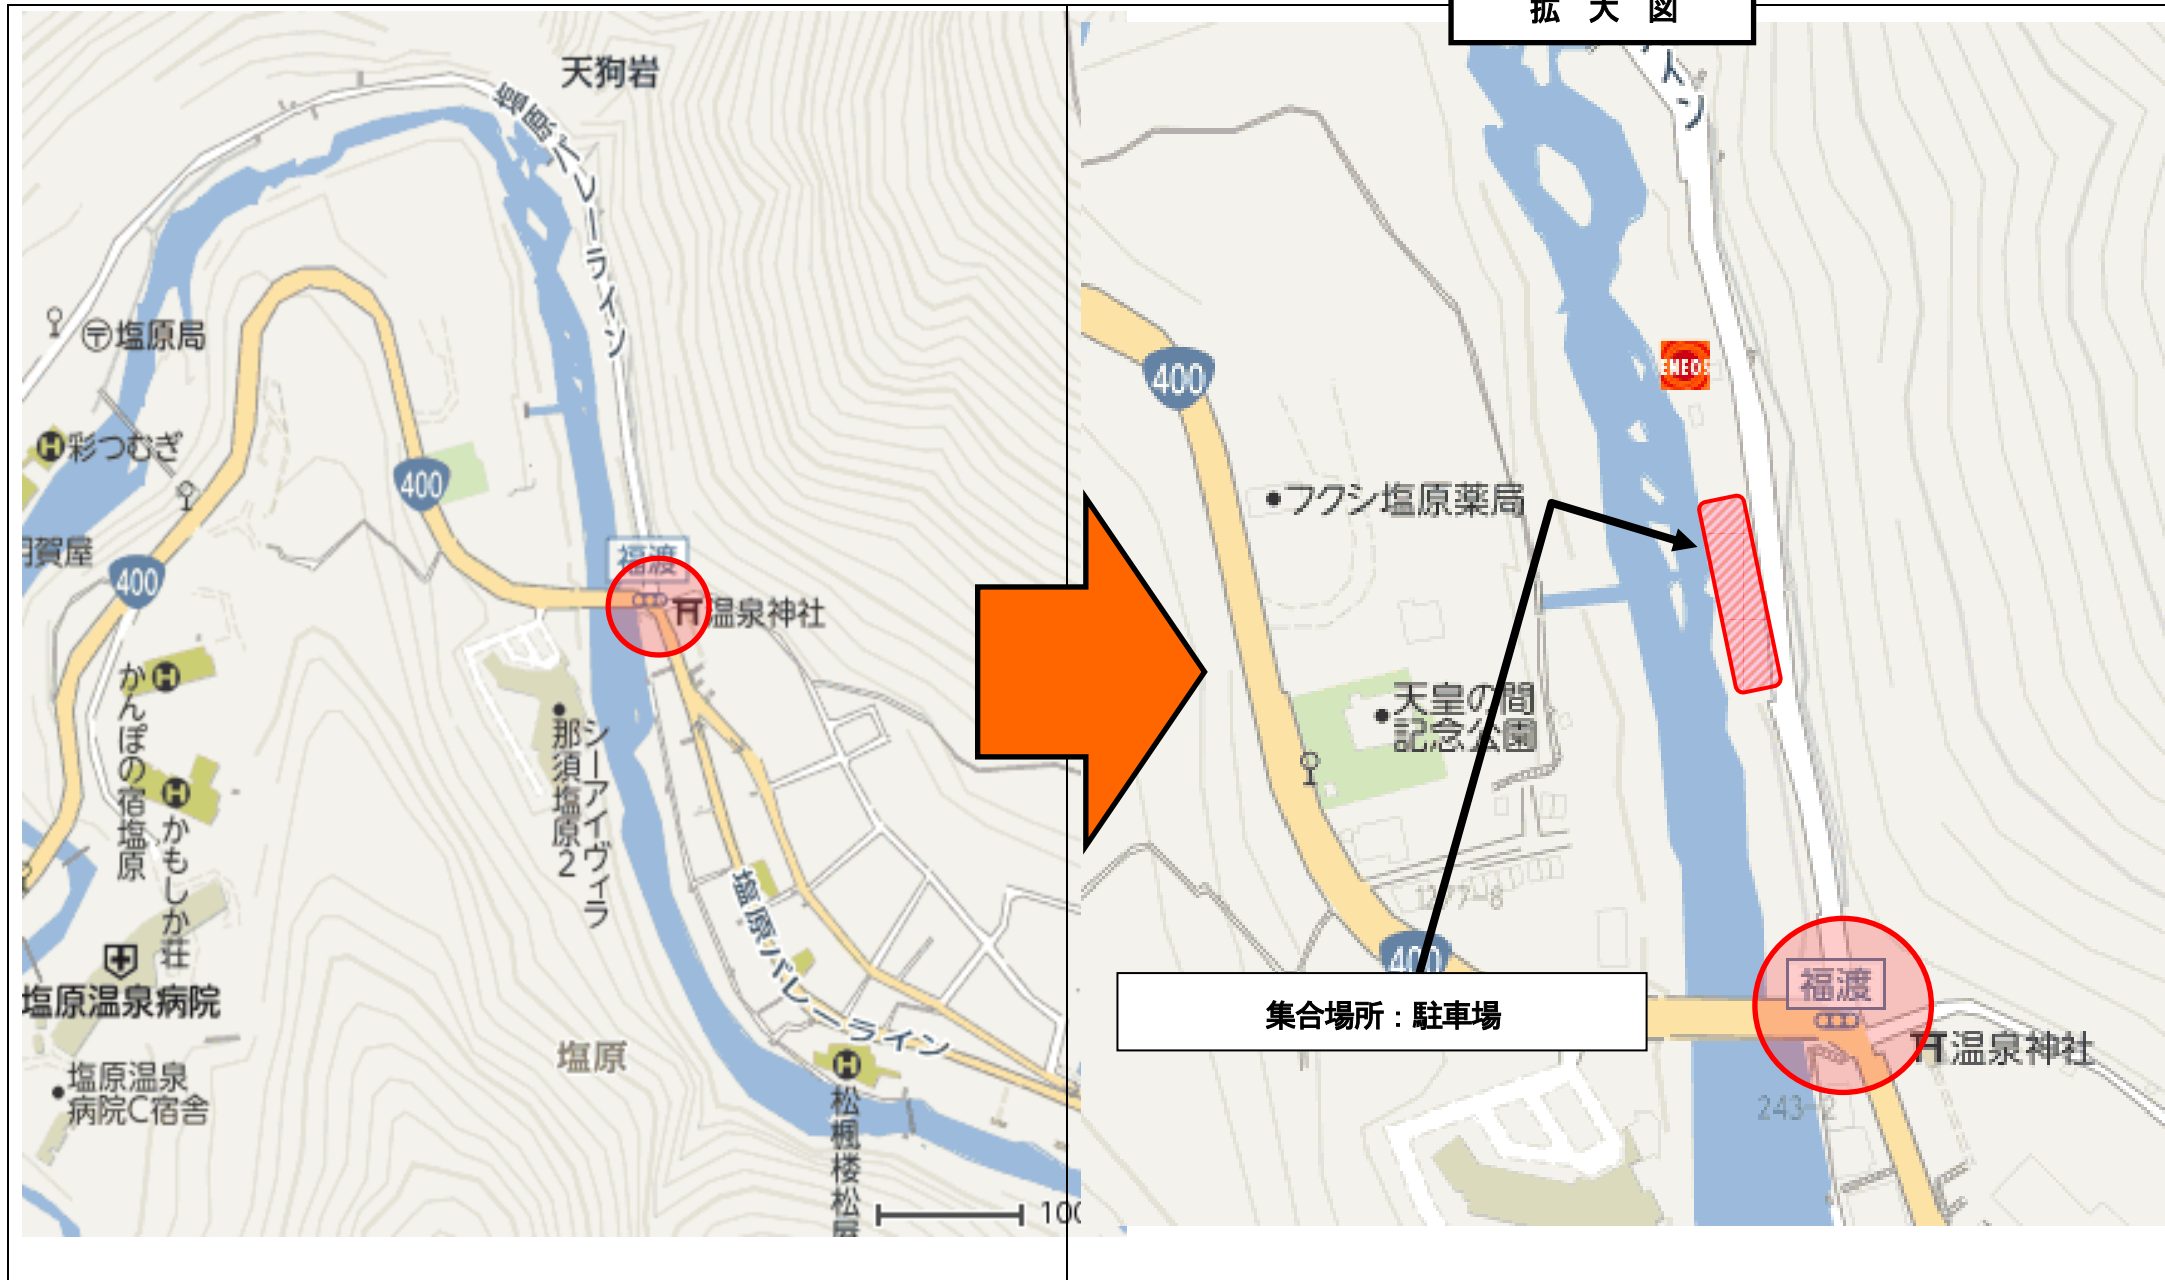 天狗岩
塩原バレーライン
〒塩原局
H彩つむぎ
400
賀屋
400
福渡
温泉神社
かんぽの宿塩原
かもしか荘
シーアイヴィラ
那須塩原2
塩原温泉病院
塩原温泉
病院C宿舎
塩原
塩原バレーライン
松楓楼松屋
100
拡 大 図
イン
ENEOS
400
フクシ塩原薬局
天皇の間
記念公園
1277-8
400
集合場所：駐車場
福渡
温泉神社
243-2